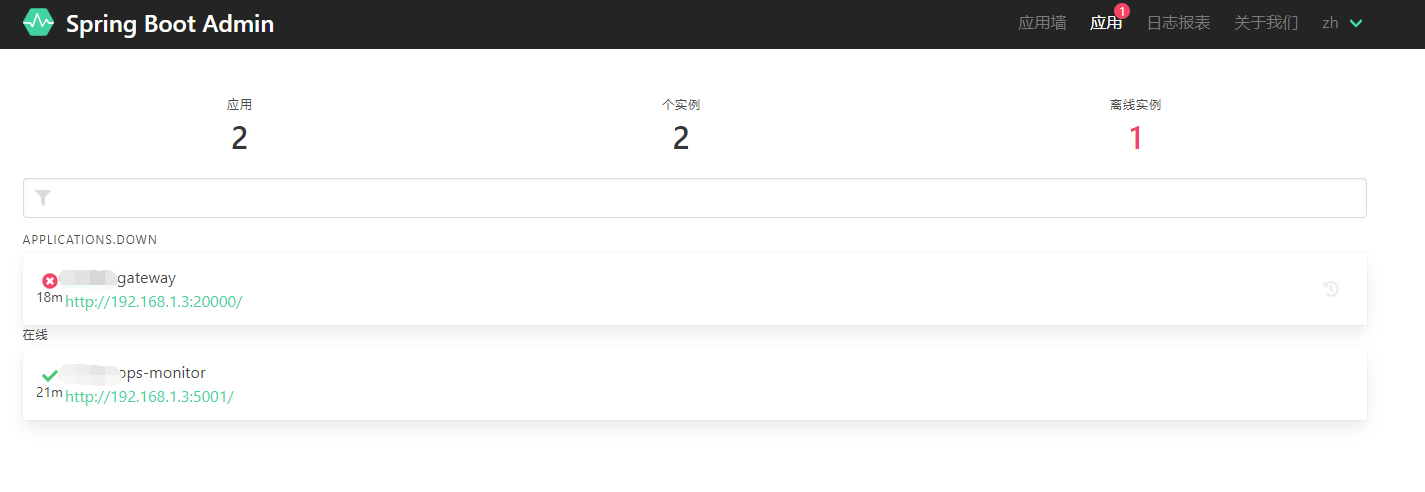 Spring Boot Admin
应用墙 应用 1 日志报表 关于我们 zh
应用 个实例 离线实例
2 2 1
APPLICATIONS.DOWN
gateway
18m http://192.168.1.3:20000/
在线
ops-monitor
21m http://192.168.1.3:5001/